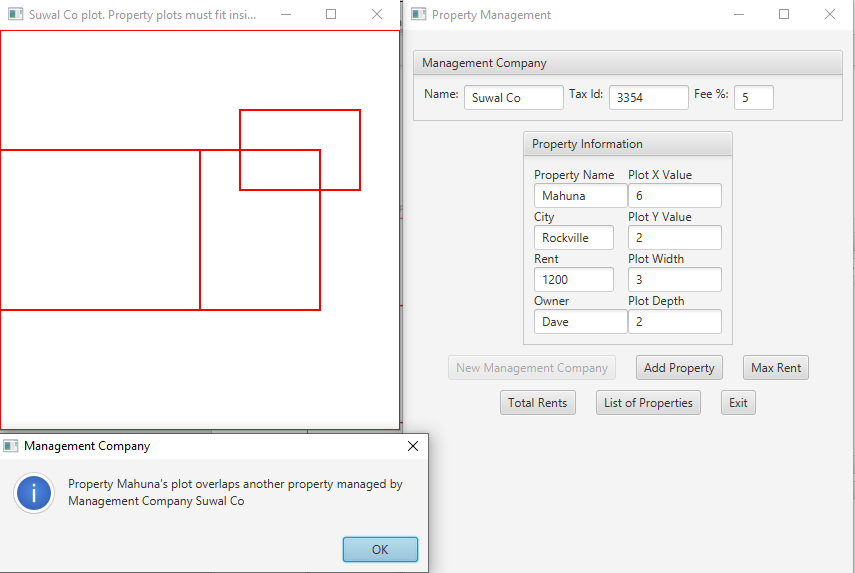 Suwal Co plot. Property plots must fit insi...
Property Management
Management Company
Name: Suwal Co Tax Id: 3354 Fee %: 5
Property Information
Property Name Plot X Value
Mahuna 6
City Plot Y Value
Rockville 2
Rent Plot Width
1200 3
Owner Plot Depth
Dave 2
New Management Company Add Property Max Rent
Total Rents List of Properties Exit
Management Company
Property Mahuna's plot overlaps another property managed by
Management Company Suwal Co
OK